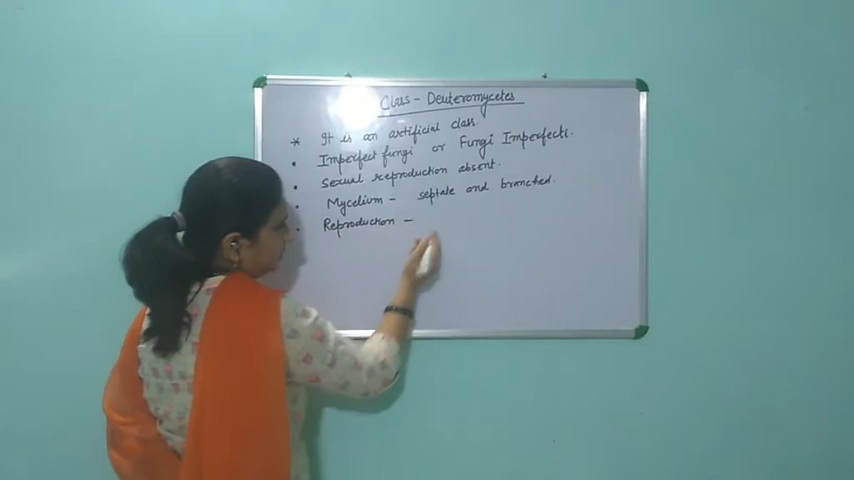 Class - Deuteromycetes
* It is an artificial class.
• Imperfect fungi or Fungi Imperfecti.
• Sexual reproduction absent.
• Mycelium - septate and branched.
• Reproduction -